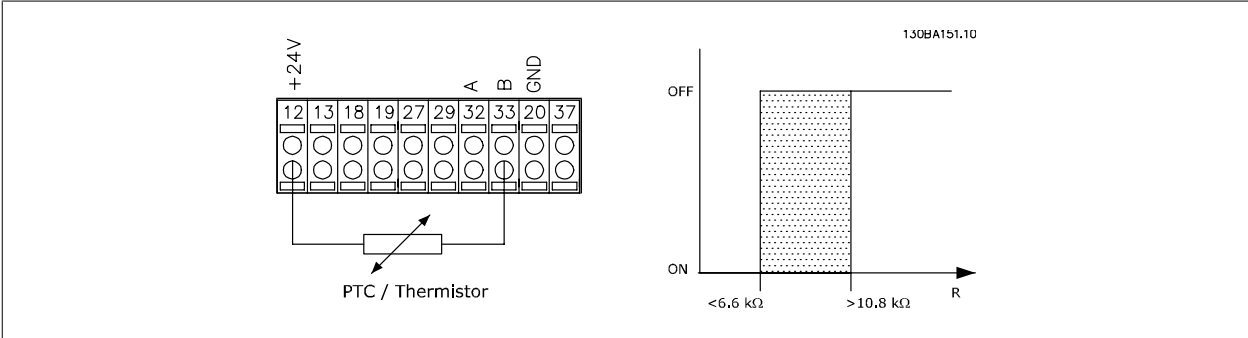 130BA151.10
+24V
A
B
GND
12 13 18 19 27 29 32 33 20 37
PTC / Thermistor
OFF
ON
<6.6 kΩ
>10.8 kΩ
R